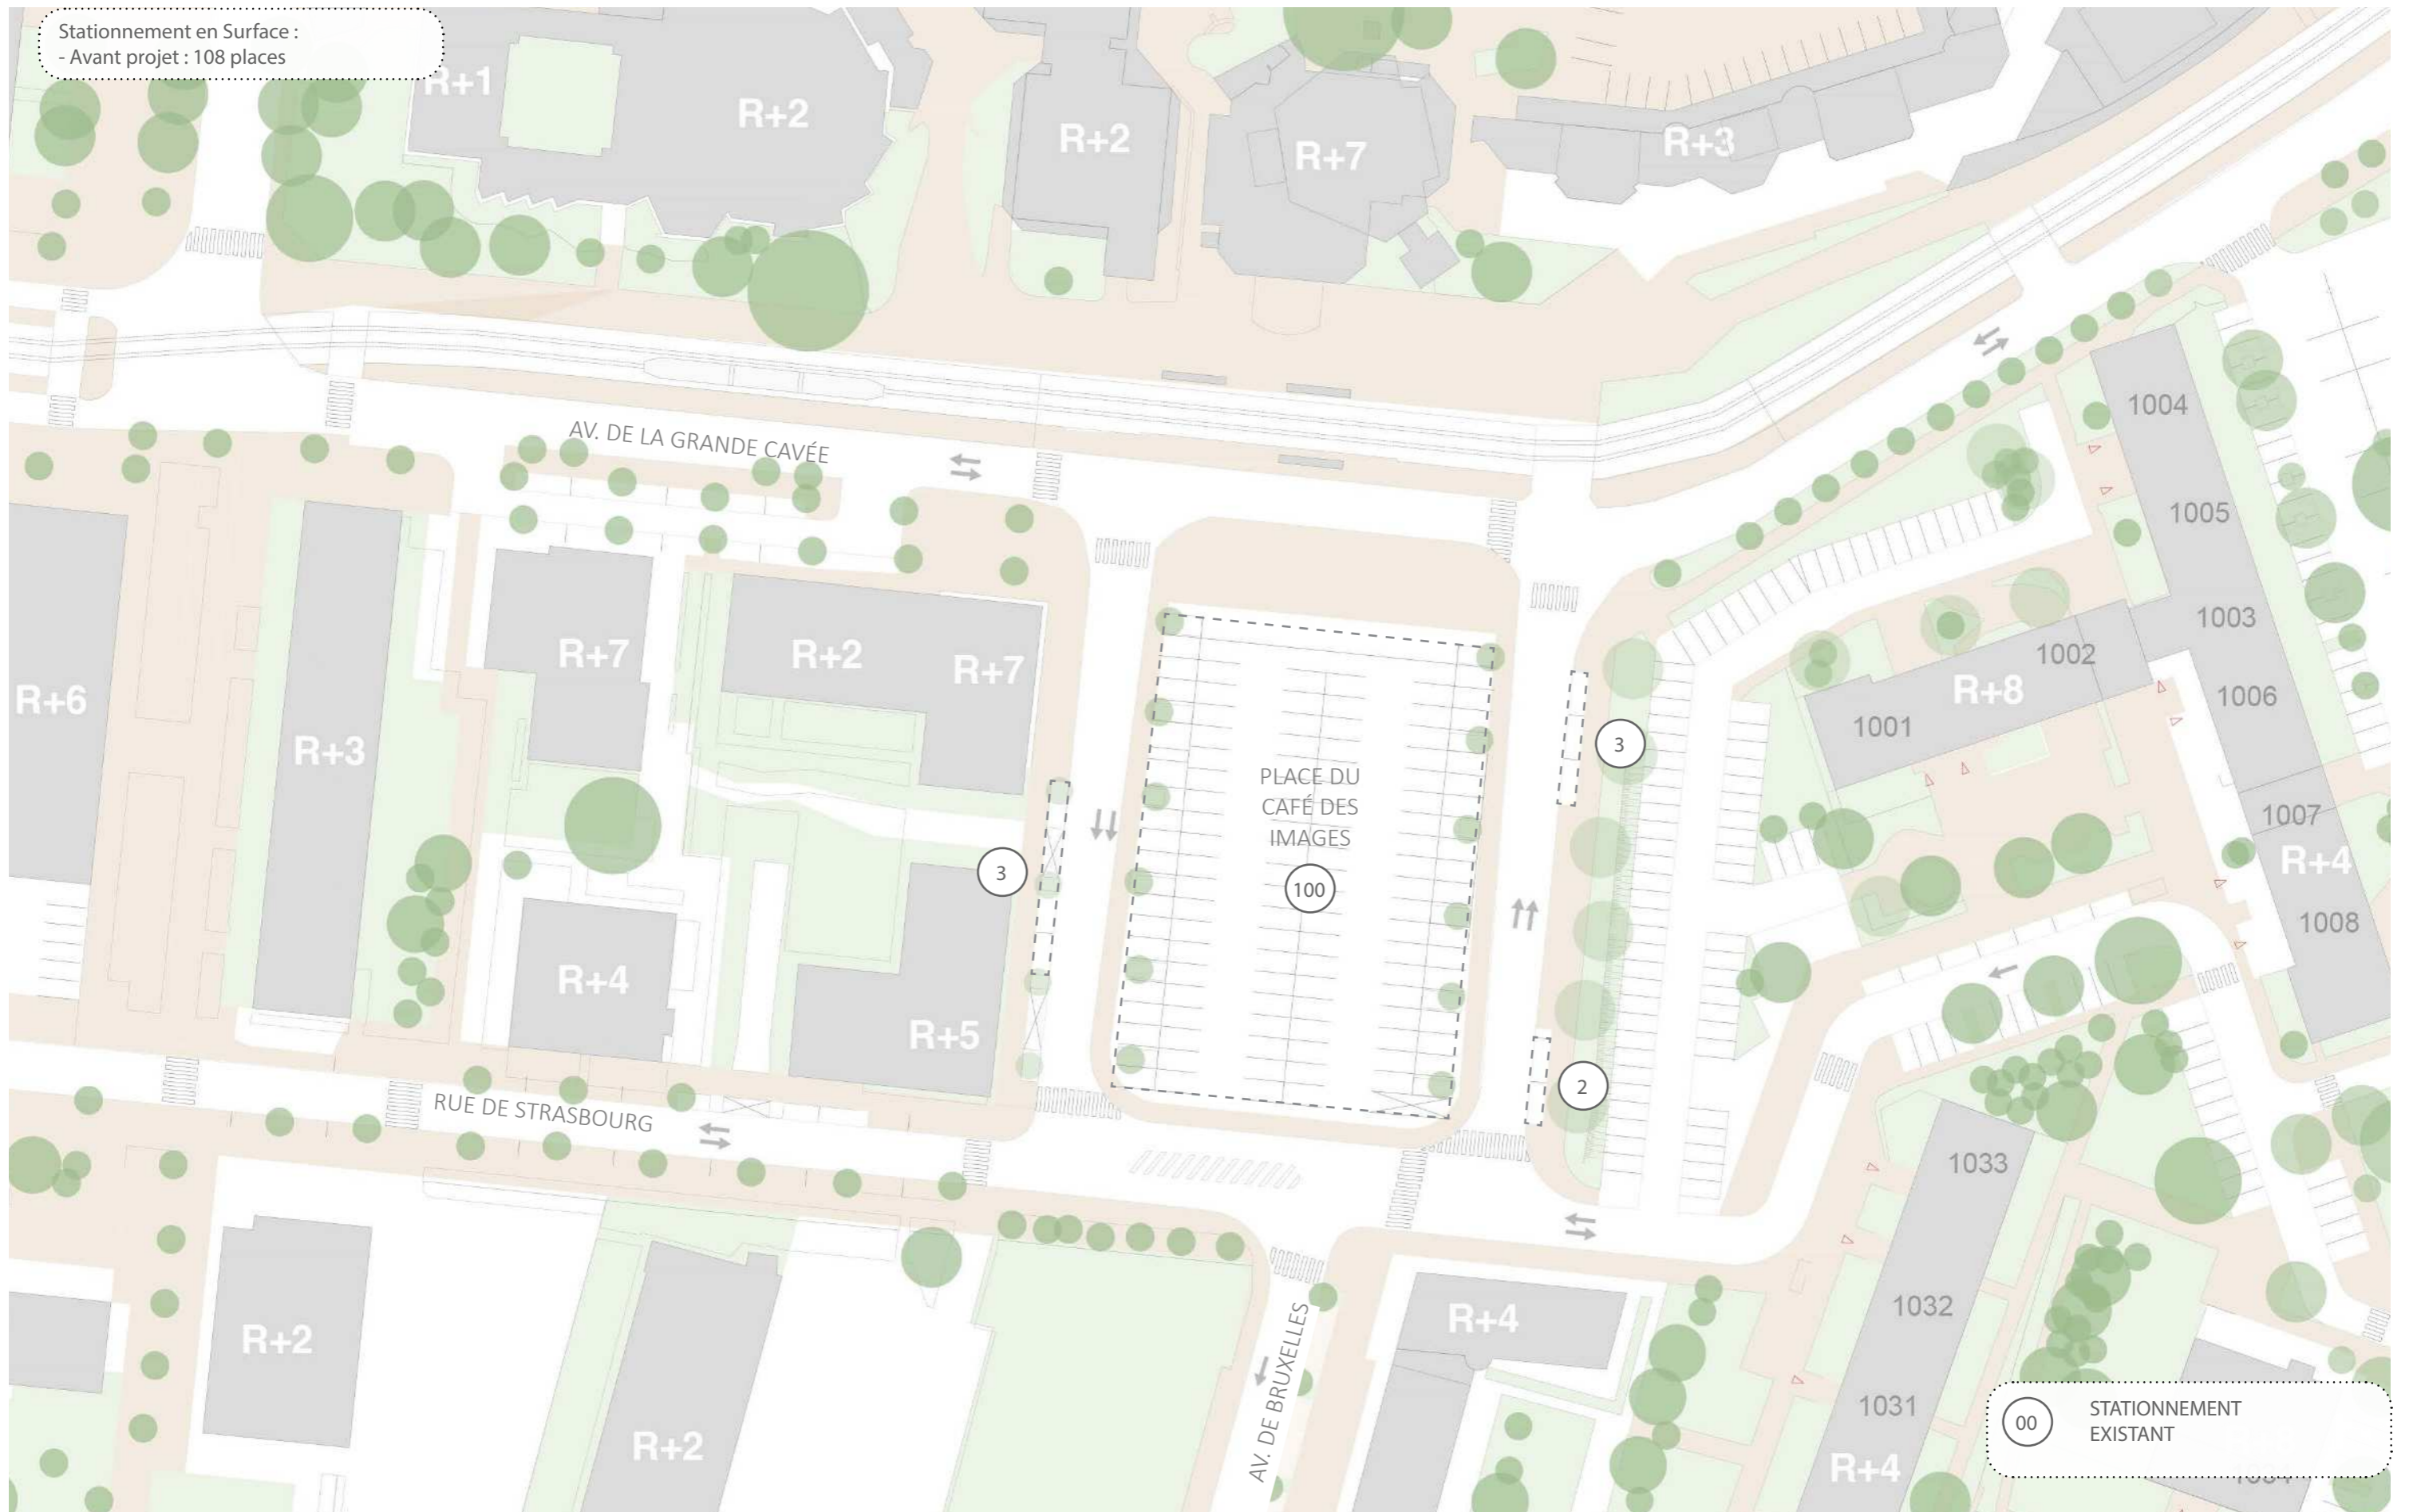 Stationnement en Surface :
- Avant projet : 108 places
R+1
R+2
R+2
R+7
R+3
AV. DE LA GRANDE CAVÉE
1004
1005
1003
1002
R+8
1001
1006
1007
R+4
1008
R+6
R+3
R+7
R+2
R+7
3
PLACE DU
CAFÉ DES
IMAGES
100
3
R+4
R+5
2
RUE DE STRASBOURG
1033
1032
1031
R+4
R+2
R+2
AV. DE BRUXELLES
R+4
00
STATIONNEMENT
EXISTANT